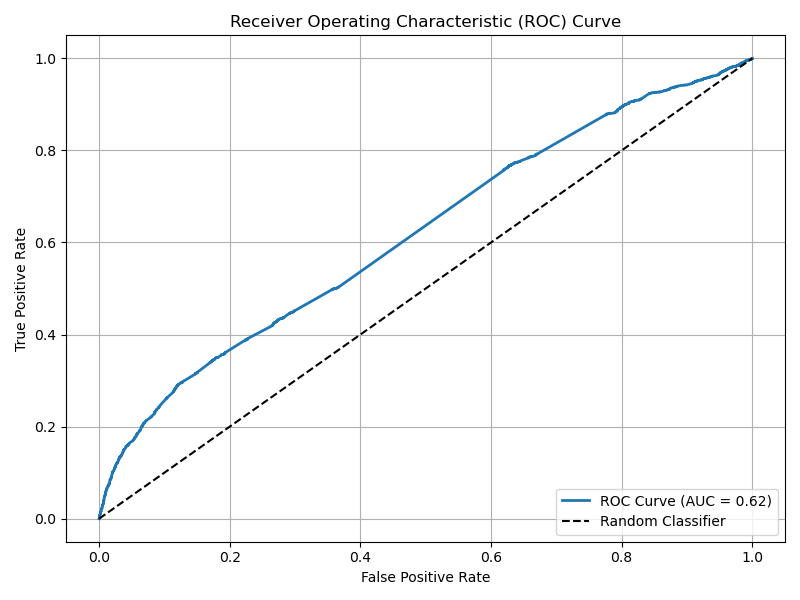 Receiver Operating Characteristic (ROC) Curve
True Positive Rate
1.0
0.8
0.6
0.4
0.2
0.0
ROC Curve (AUC = 0.62)
Random Classifier
0.0 0.2 0.4 0.6 0.8 1.0
False Positive Rate